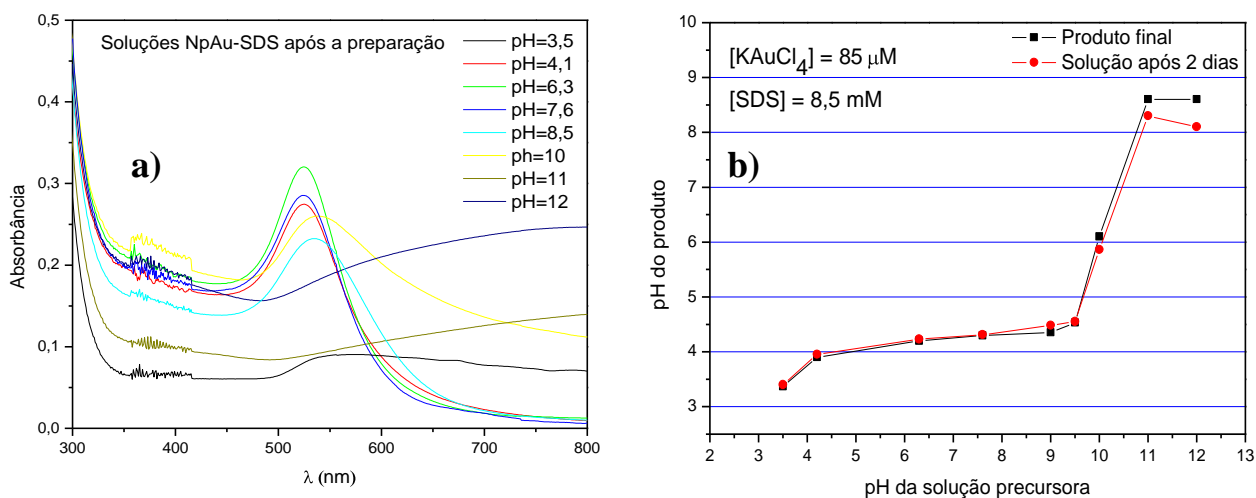 Soluções NpAu-SDS após a preparação
pH=3,5
pH=4,1
pH=6,3
pH=7,6
pH=8,5
ph=10
pH=11
pH=12
a)
0,5
0,4
0,3
0,2
0,1
0,0
Absorbância
300 400 500 600 700 800
λ (nm)
Produto final
Solução após 2 dias
[KAuCl4] = 85 μM
[SDS] = 8,5 mM
b)
10
9
8
7
6
5
4
3
pH do produto
2 3 4 5 6 7 8 9 10 11 12 13
pH da solução precursora